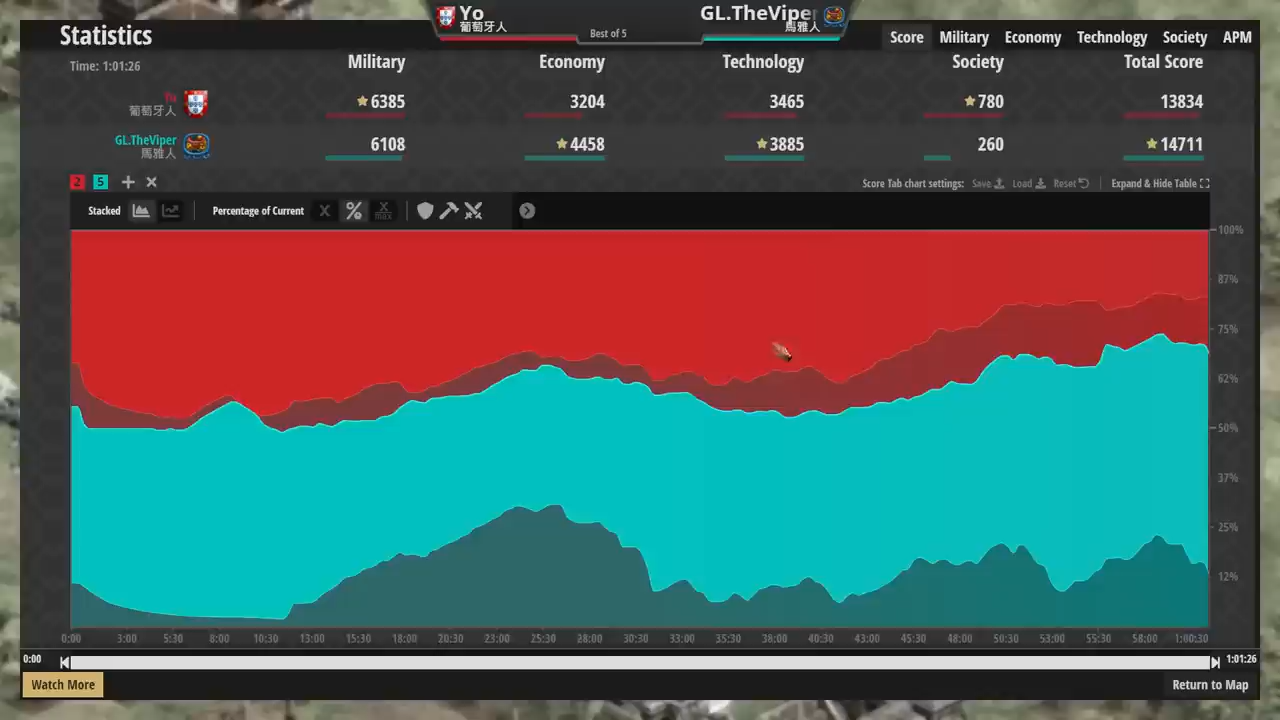 Yo
葡萄牙人
Best of 5
GL.TheViper
馬雅人
Statistics
Score Military Economy Technology Society APM
Time: 1:01:26
Military Economy Technology Society Total Score
Yo
葡萄牙人
6385 3204 3465 780 13834
GL.TheViper
馬雅人
6108 4458 3885 260 14711
2 5
Score Tab chart settings: Save Load Reset Expand & Hide Table
Stacked Percentage of Current X % X max
100%
87%
75%
62%
50%
37%
25%
12%
0:00 3:00 5:30 8:00 10:30 13:00 15:30 18:00 20:30 23:00 25:30 28:00 30:30 33:00 35:30 38:00 40:30 43:00 45:30 48:00 50:30 53:00 55:30 58:00 1:00:30
0:00 1:01:26
Watch More Return to Map